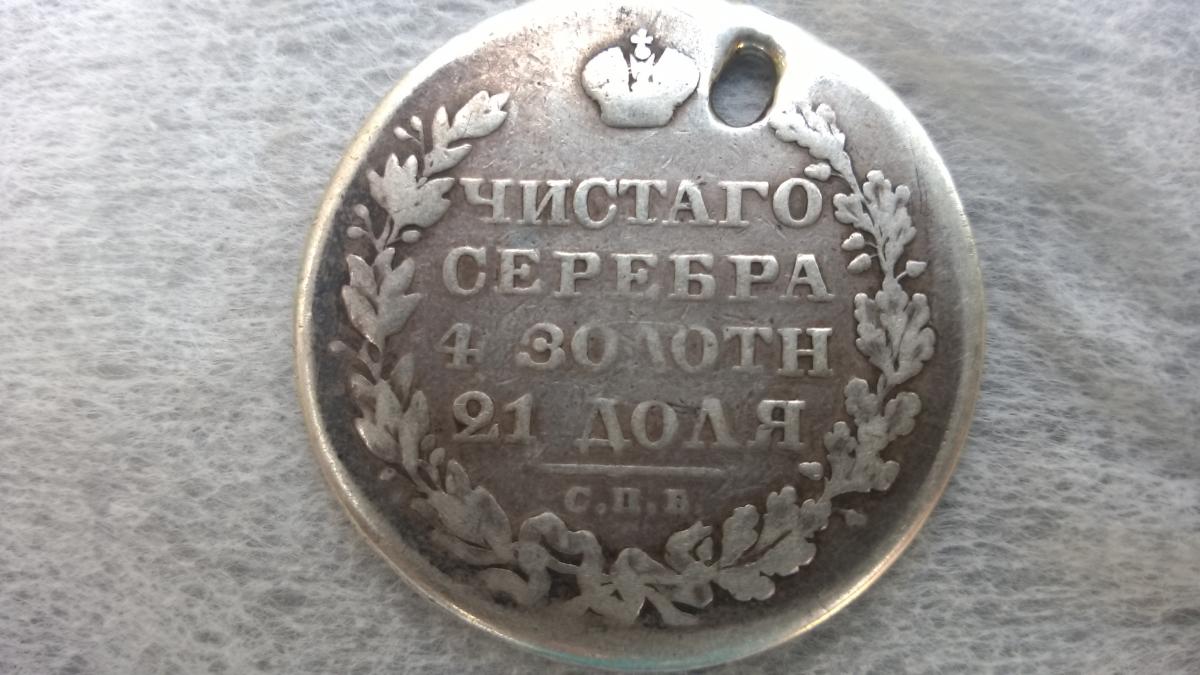 ЧИСТАГО
СЕРЕБРА
4 ЗОЛОТН
21 ДОЛЯ
С.П.Б.